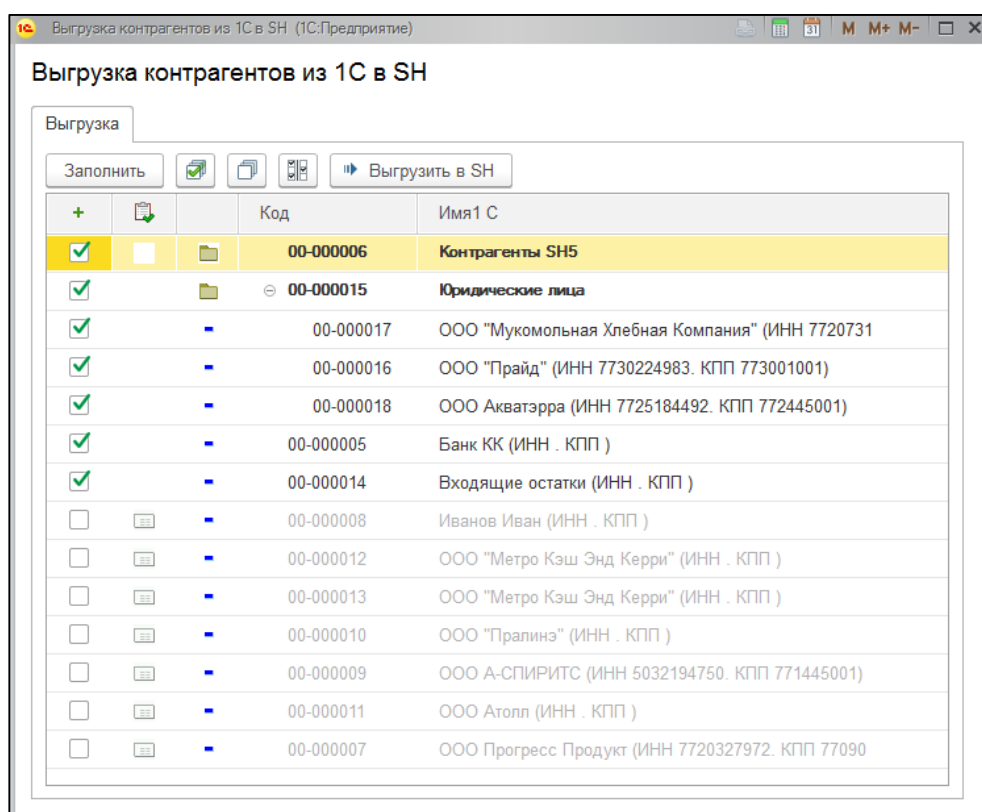 1С Выгрузка контрагентов из 1С в SH (1С:Предприятие) 31 M M+ M-
Выгрузка контрагентов из 1С в SH
Выгрузка
Заполнить Выгрузить в SH
Код Имя1 С
00-000006 Контрагенты SH5
00-000015 Юридические лица
00-000017 ООО "Мукомольная Хлебная Компания" (ИНН 7720731
00-000016 ООО "Прайд" (ИНН 7730224983. КПП 773001001)
00-000018 ООО Акватэрра (ИНН 7725184492. КПП 772445001)
00-000005 Банк КК (ИНН . КПП )
00-000014 Входящие остатки (ИНН . КПП )
00-000008 Иванов Иван (ИНН . КПП )
00-000012 ООО "Метро Кэш Энд Керри" (ИНН . КПП )
00-000013 ООО "Метро Кэш Энд Керри" (ИНН . КПП )
00-000010 ООО "Пралинэ" (ИНН . КПП )
00-000009 ООО А-СПИРИТС (ИНН 5032194750. КПП 771445001)
00-000011 ООО Атолл (ИНН . КПП )
00-000007 ООО Прогресс Продукт (ИНН 7720327972. КПП 77090